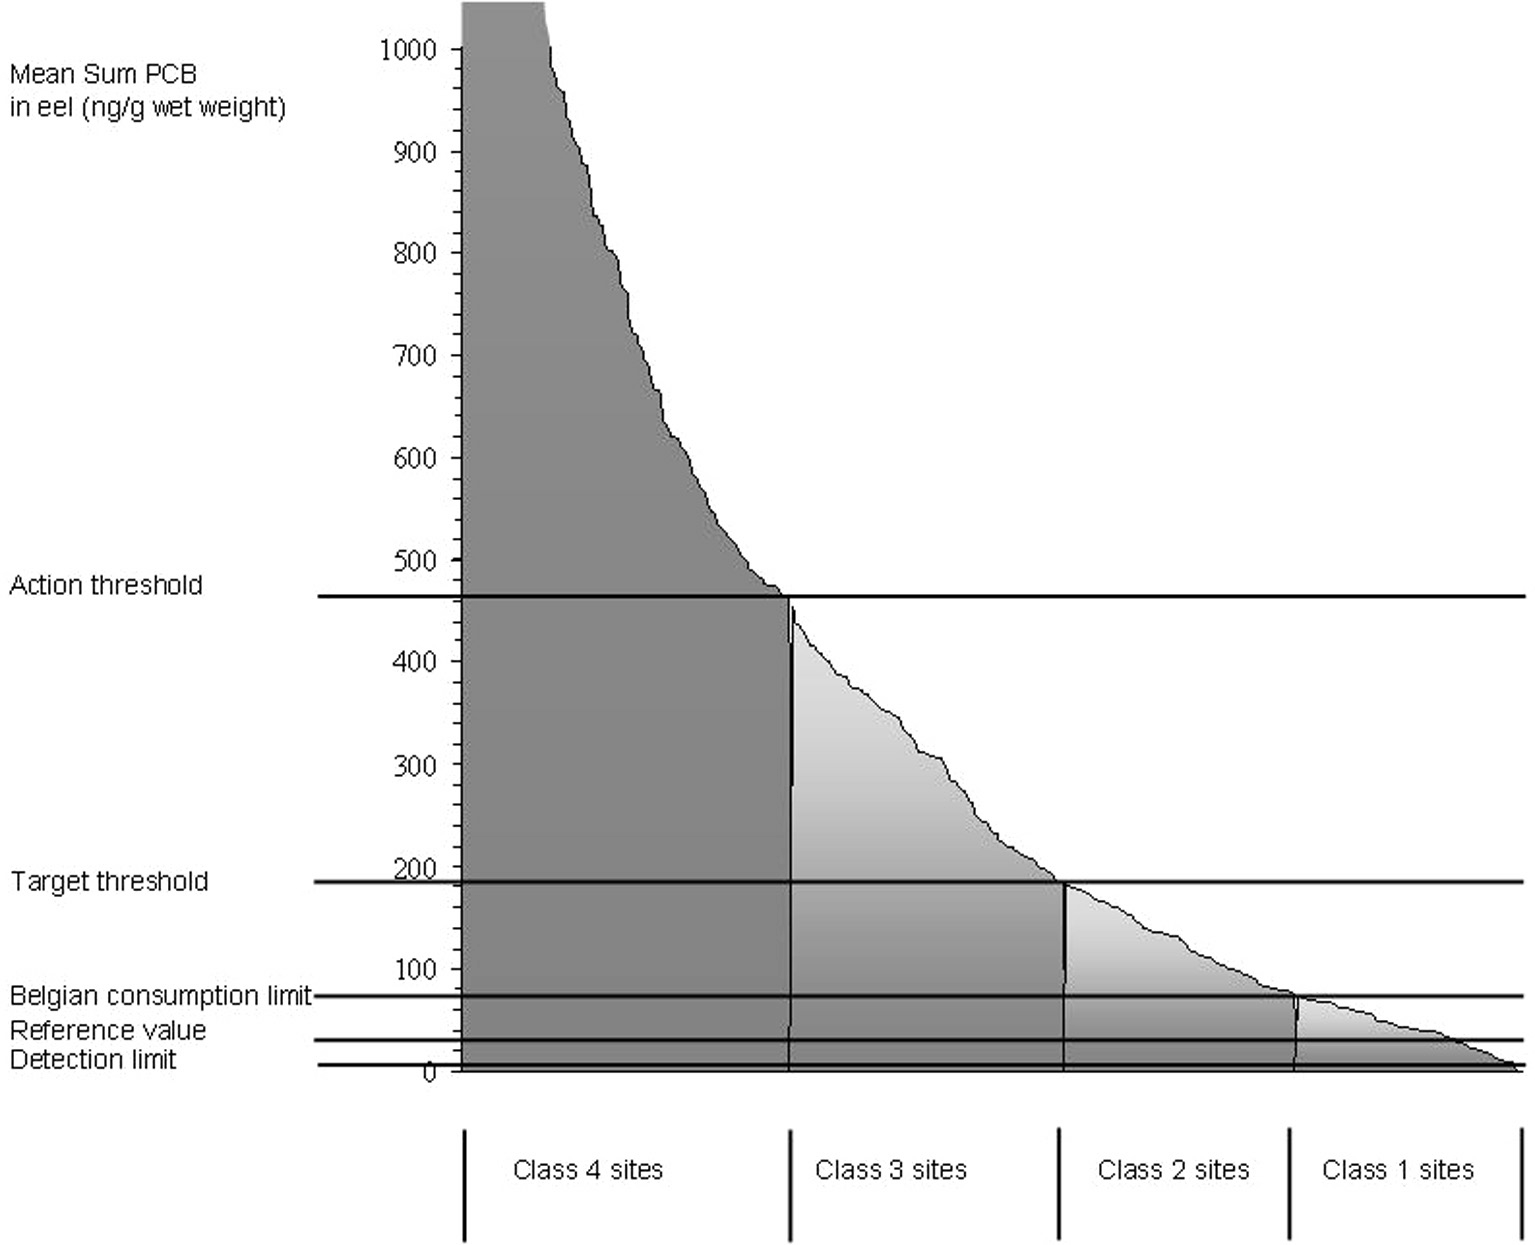 Mean Sum PCB
in eel (ng/g wet weight)
1000
900
800
700
600
500
Action threshold
400
300
200
Target threshold
100
Belgian consumption limit
Reference value
Detection limit
0
Class 4 sites
Class 3 sites
Class 2 sites
Class 1 sites